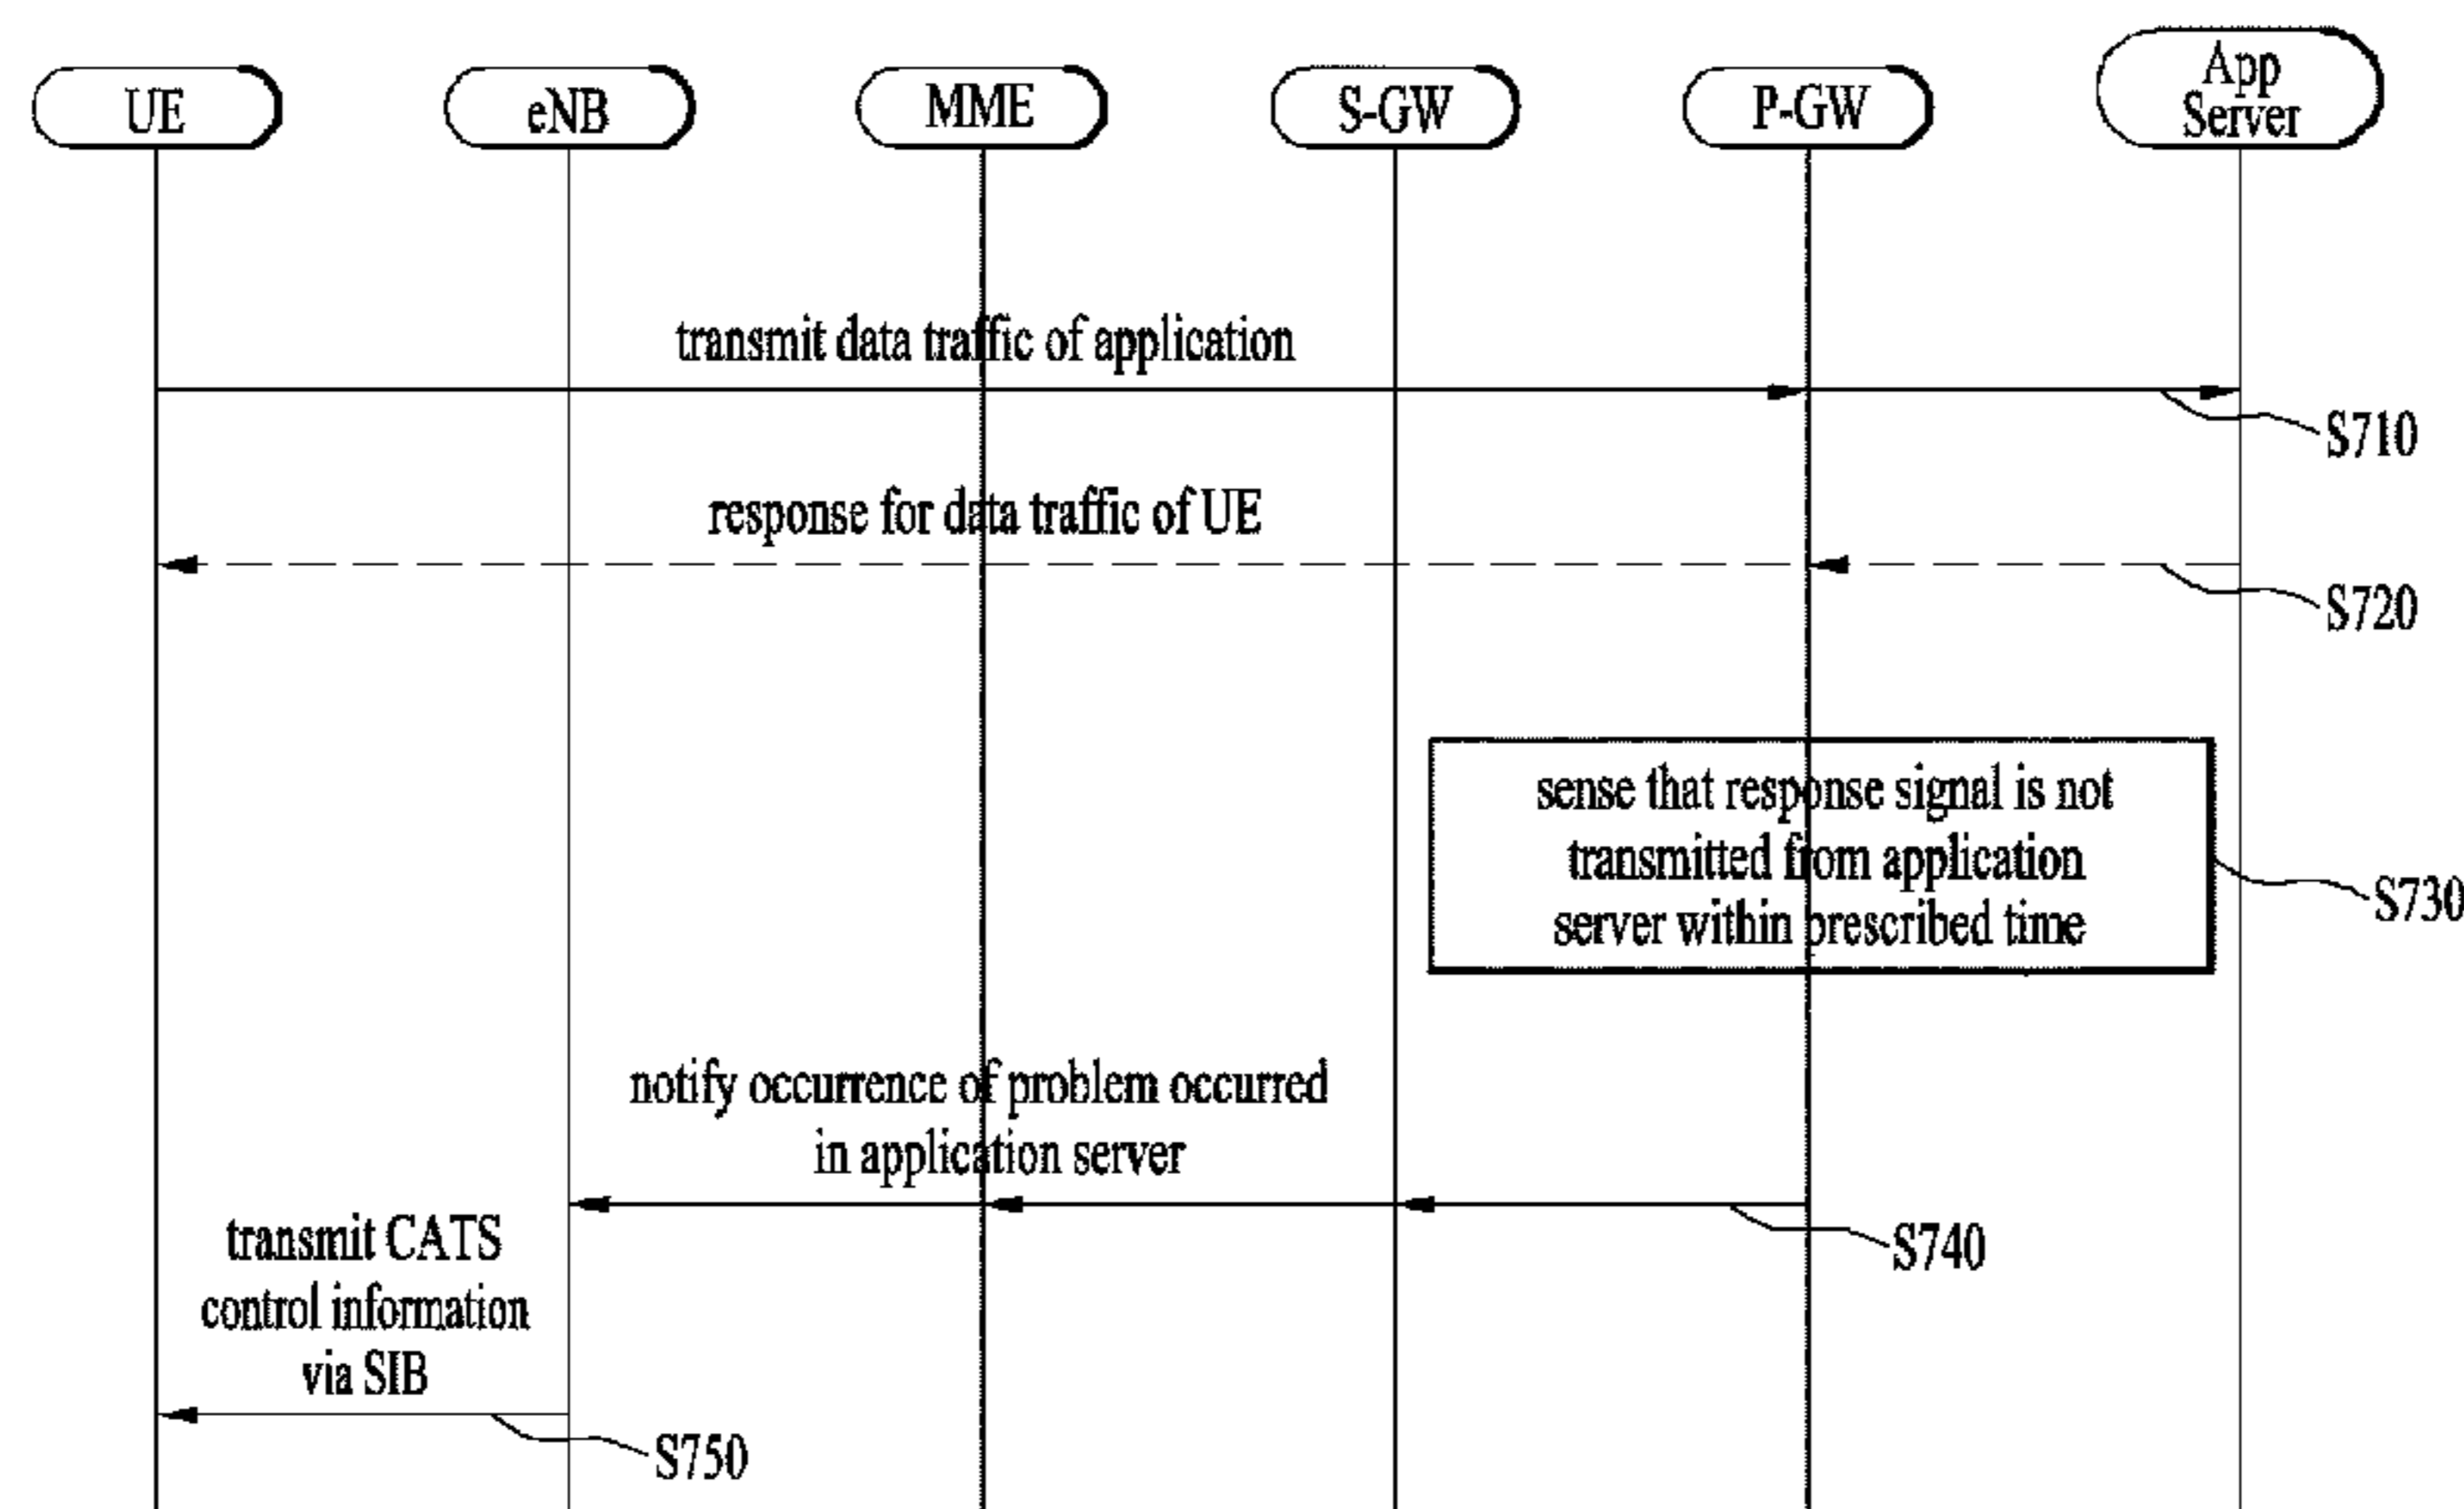 UE
eNB
MME
S-GW
P-GW
App
Server
transmit data traffic of application
S710
response for data traffic of UE
S720
sense that response signal is not
transmitted from application
server within prescribed time
S730
notify occurrence of problem occurred
in application server
S740
transmit CATS
control information
via SIB
S750